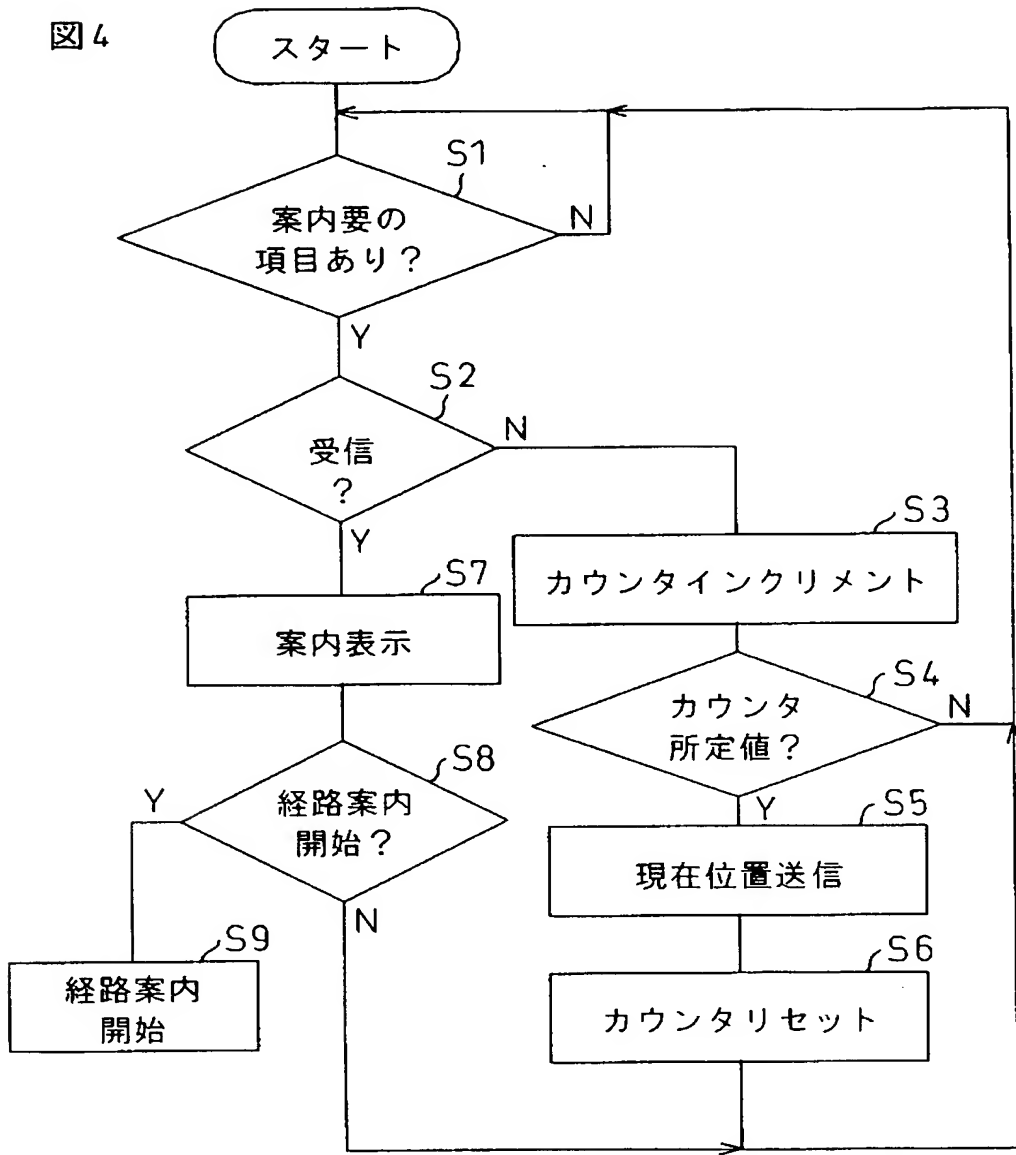 図4
スタート
S1
案内要の
項目あり?
N
Y
S2
受信
?
N
Y
S3
カウンタインクリメント
S7
案内表示
S4
カウンタ
所定値?
N
Y
S8
経路案内
開始?
Y
N
S5
現在位置送信
S9
経路案内
開始
S6
カウンタリセット